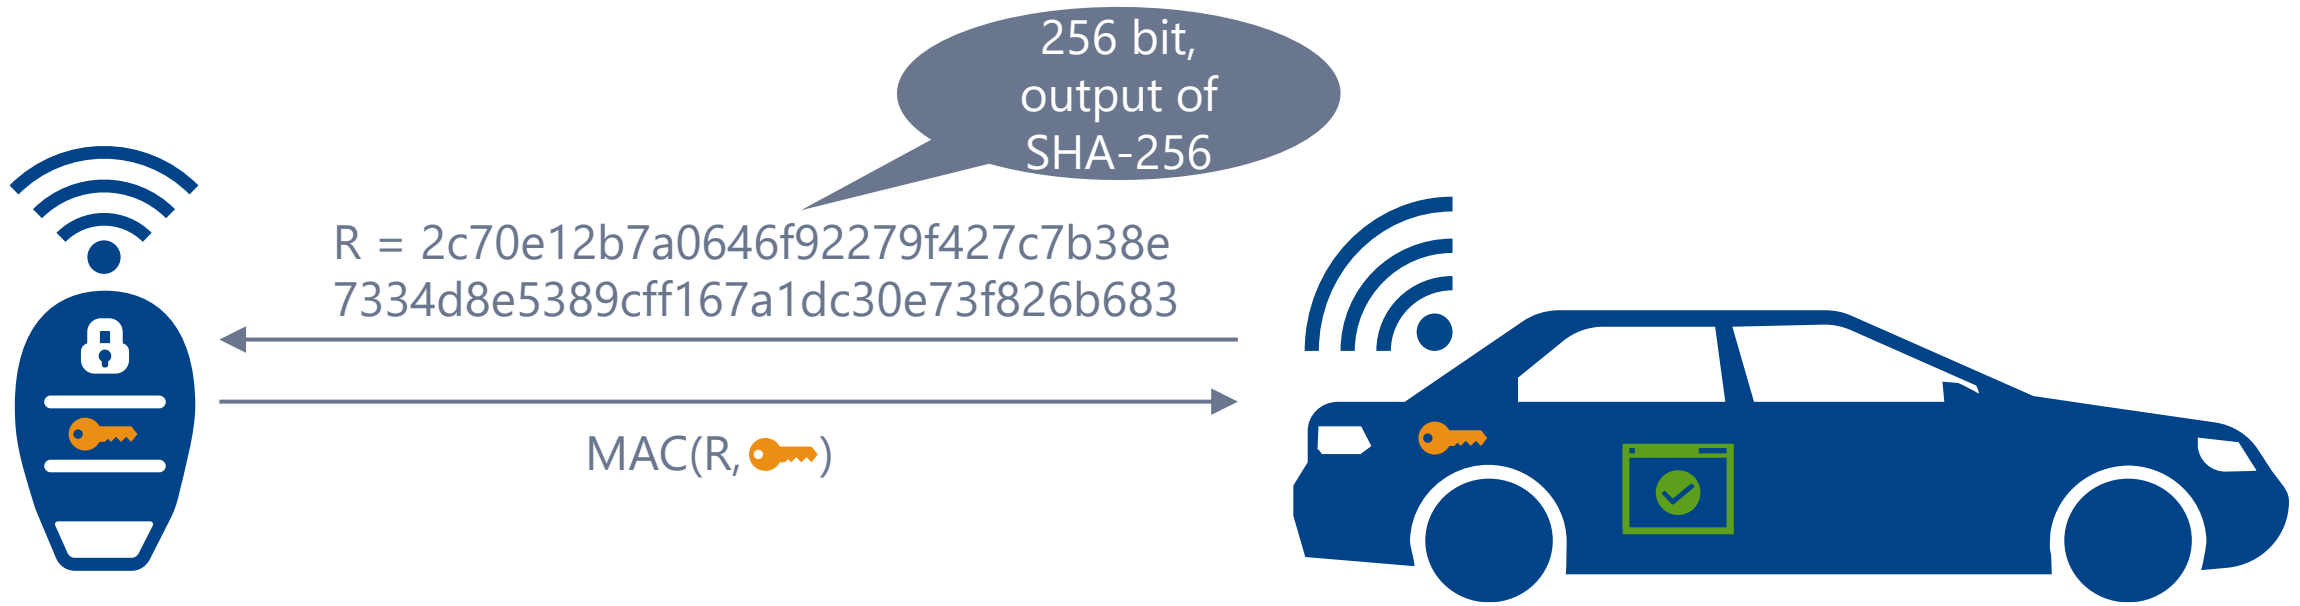 256 bit,
output of
SHA-256
R = 2c70e12b7a0646f92279f427c7b38e
7334d8e5389cff167a1dc30e73f826b683
MAC(R, )